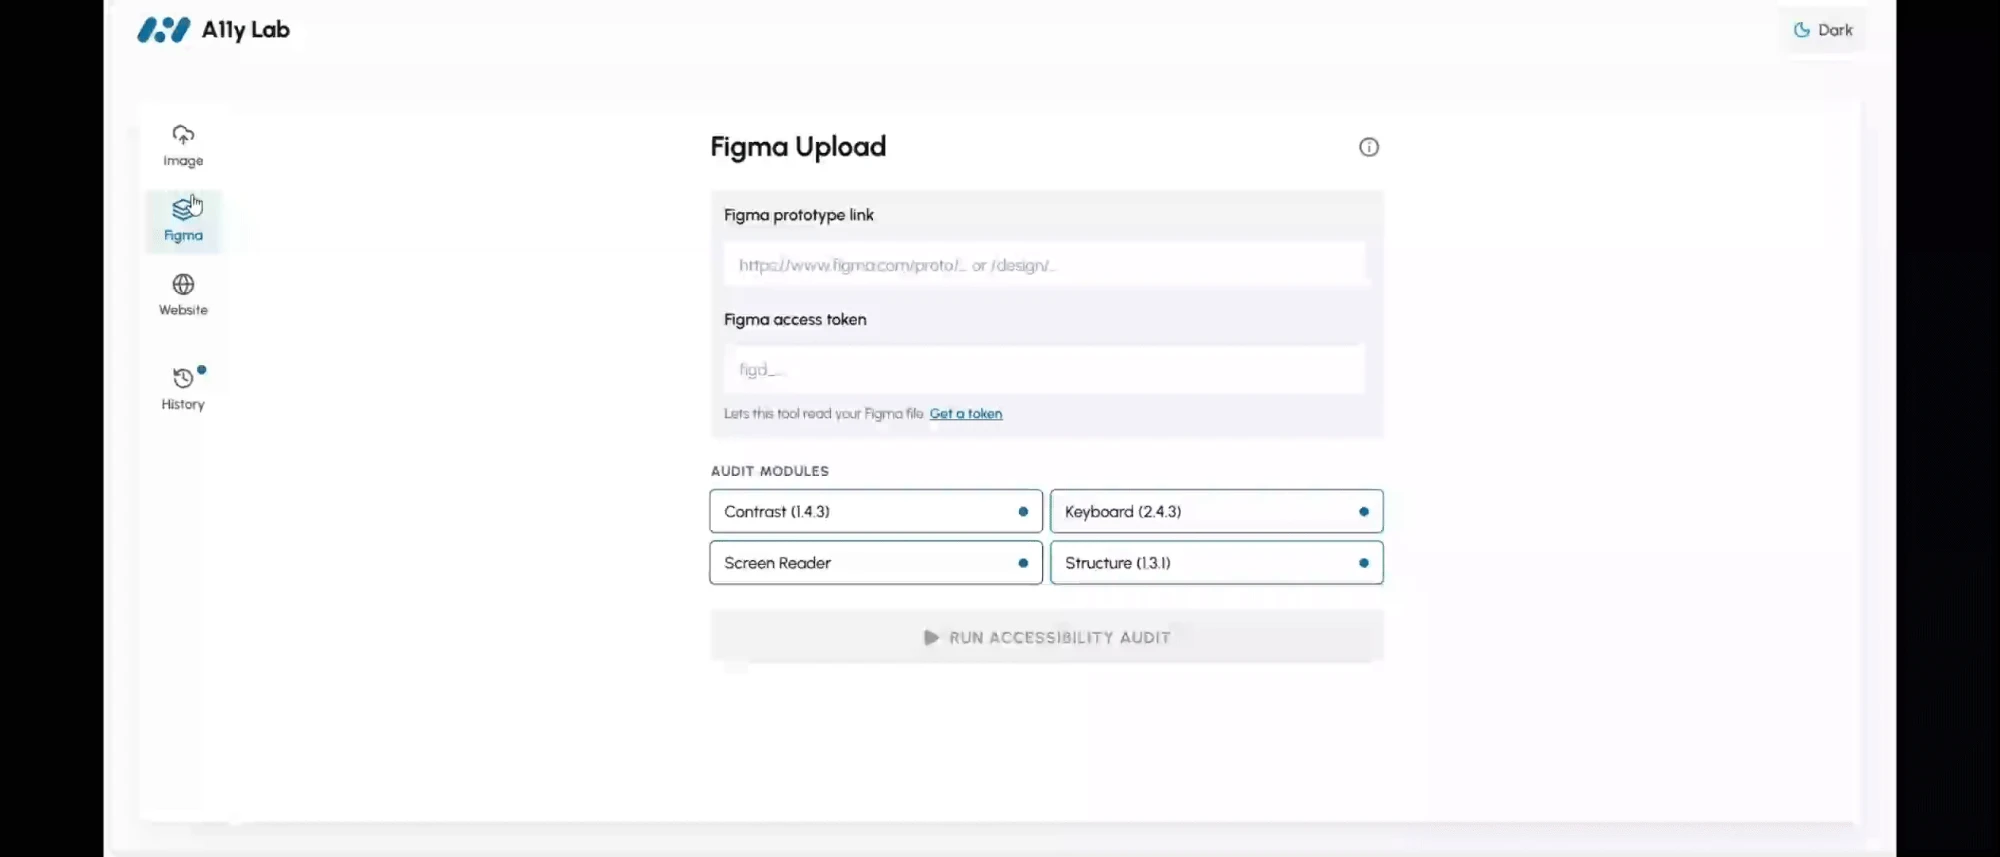 A11y Lab
Dark
Image
Figma
Website
History
Figma Upload
Figma prototype link
https://www.figma.com/proto/... or /design/...
Figma access token
figd_...
Lets this tool read your Figma file. Get a token
AUDIT MODULES
Contrast (1.4.3)
Keyboard (2.4.3)
Screen Reader
Structure (1.3.1)
RUN ACCESSIBILITY AUDIT